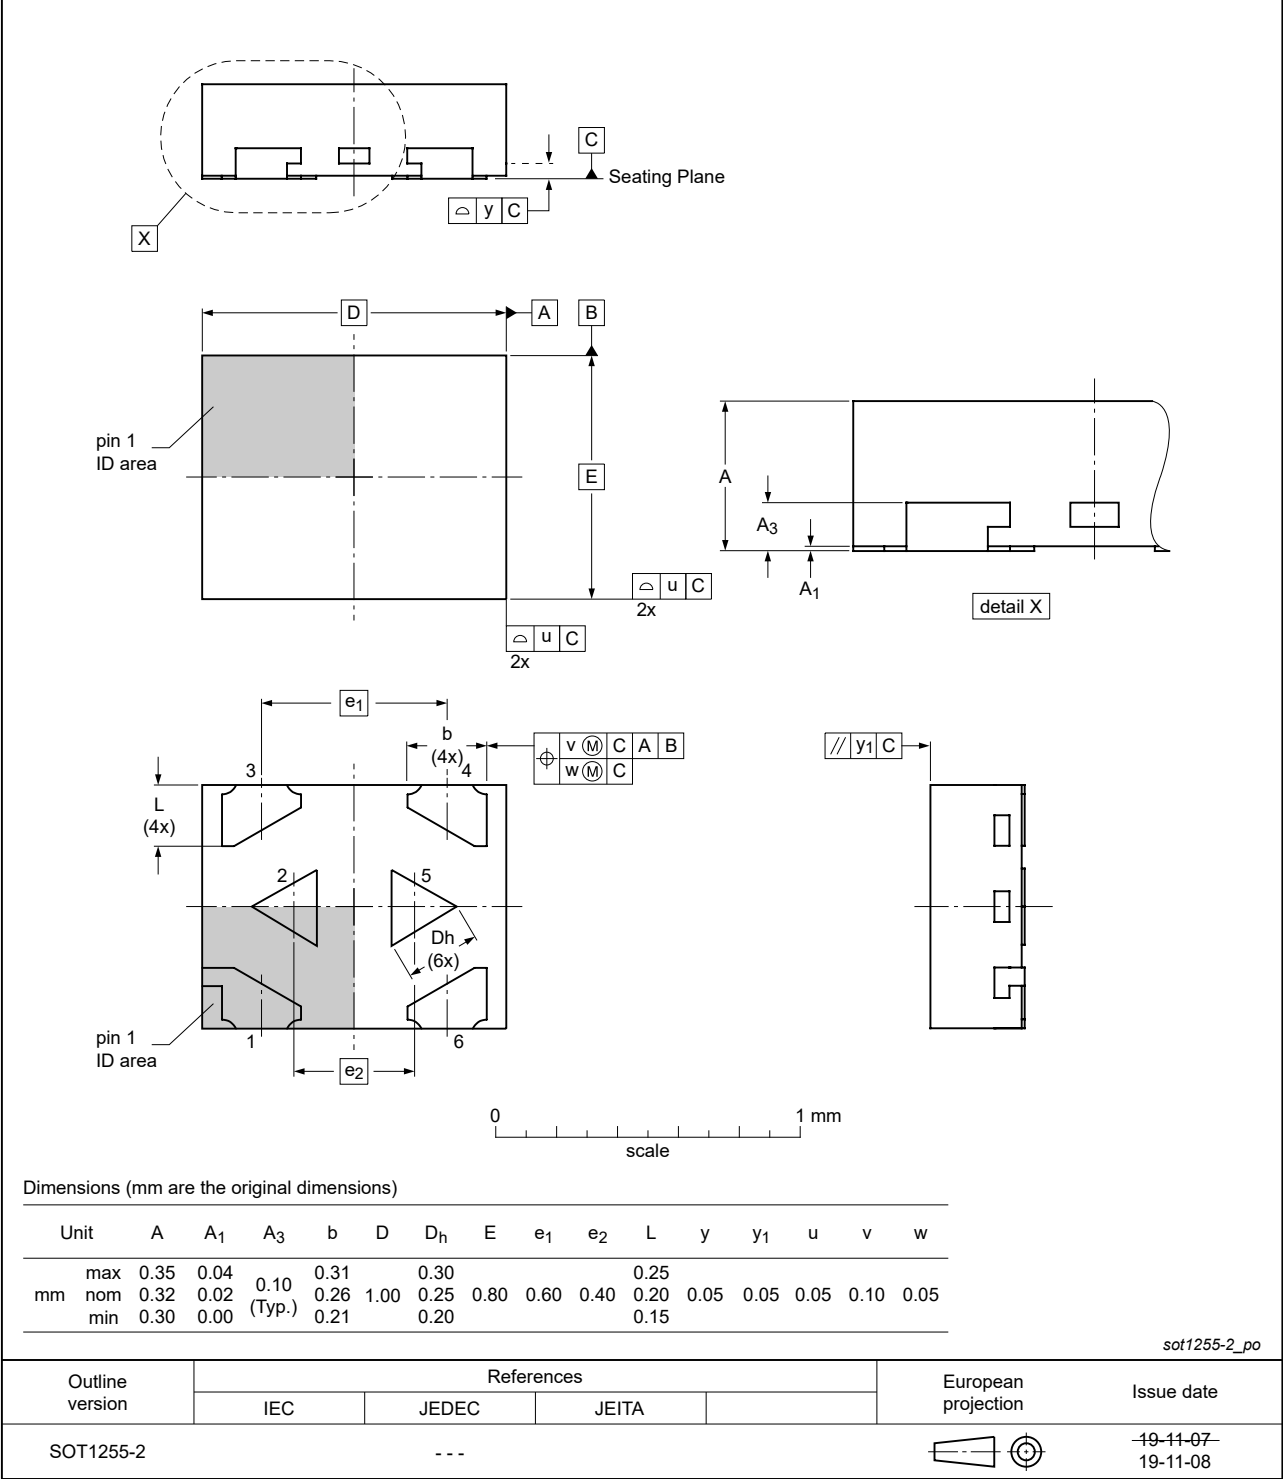 C
Seating Plane
⌓ y C
X
D
A
B
pin 1
ID area
E
⌓ u C
2x
⌓ u C
2x
A
A3
A1
detail X
e1
b
(4x)
v Ⓜ C A B
w Ⓜ C
// y1 C
3
4
L
(4x)
2
5
Dh
(6x)
pin 1
ID area
1
6
e2
0
1 mm
scale
Dimensions (mm are the original dimensions)
Unit A A1 A3 b D Dh E e1 e2 L y y1 u v w
mm
max 0.35 0.04 0.10 (Typ.) 0.31 1.00 0.30 0.80 0.60 0.40 0.25 0.05 0.05 0.05 0.10 0.05
nom 0.32 0.02 0.26 0.25 0.20
min 0.30 0.00 0.21 0.20 0.15
sot1255-2_po
Outline
version
References
IEC JEDEC JEITA
European
projection
Issue date
SOT1255-2
- - -
19-11-07
19-11-08